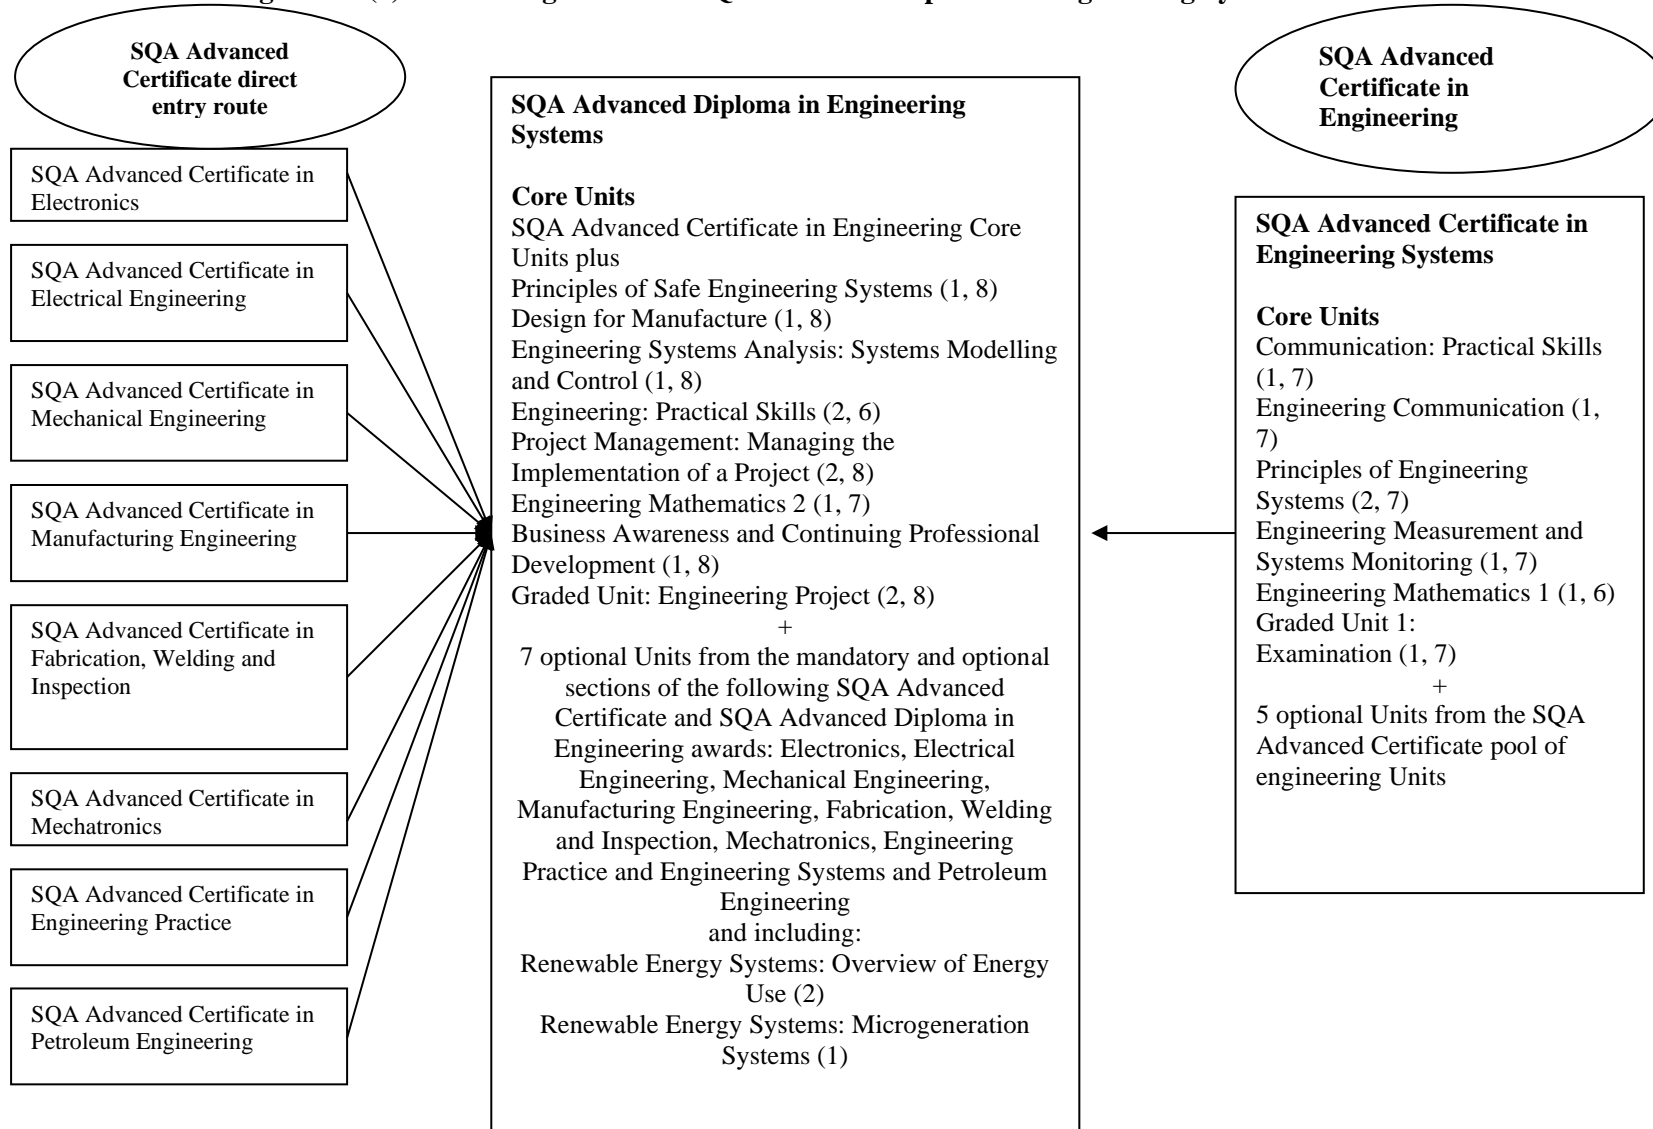 SQA Advanced
Certificate direct
entry route
SQA Advanced Certificate in
Electronics
SQA Advanced Certificate in
Electrical Engineering
SQA Advanced Certificate in
Mechanical Engineering
SQA Advanced Certificate in
Manufacturing Engineering
SQA Advanced Certificate in
Fabrication, Welding and
Inspection
SQA Advanced Certificate in
Mechatronics
SQA Advanced Certificate in
Engineering Practice
SQA Advanced Certificate in
Petroleum Engineering
SQA Advanced Diploma in Engineering
Systems
Core Units
SQA Advanced Certificate in Engineering Core
Units plus
Principles of Safe Engineering Systems (1, 8)
Design for Manufacture (1, 8)
Engineering Systems Analysis: Systems Modelling
and Control (1, 8)
Engineering: Practical Skills (2, 6)
Project Management: Managing the
Implementation of a Project (2, 8)
Engineering Mathematics 2 (1, 7)
Business Awareness and Continuing Professional
Development (1, 8)
Graded Unit: Engineering Project (2, 8)
+
7 optional Units from the mandatory and optional
sections of the following SQA Advanced
Certificate and SQA Advanced Diploma in
Engineering awards: Electronics, Electrical
Engineering, Mechanical Engineering,
Manufacturing Engineering, Fabrication, Welding
and Inspection, Mechatronics, Engineering
Practice and Engineering Systems and Petroleum
Engineering
and including:
Renewable Energy Systems: Overview of Energy
Use (2)
Renewable Energy Systems: Microgeneration
Systems (1)
SQA Advanced
Certificate in
Engineering
SQA Advanced Certificate in
Engineering Systems
Core Units
Communication: Practical Skills
(1, 7)
Engineering Communication (1,
7)
Principles of Engineering
Systems (2, 7)
Engineering Measurement and
Systems Monitoring (1, 7)
Engineering Mathematics 1 (1, 6)
Graded Unit 1:
Examination (1, 7)
+
5 optional Units from the SQA
Advanced Certificate pool of
engineering Units